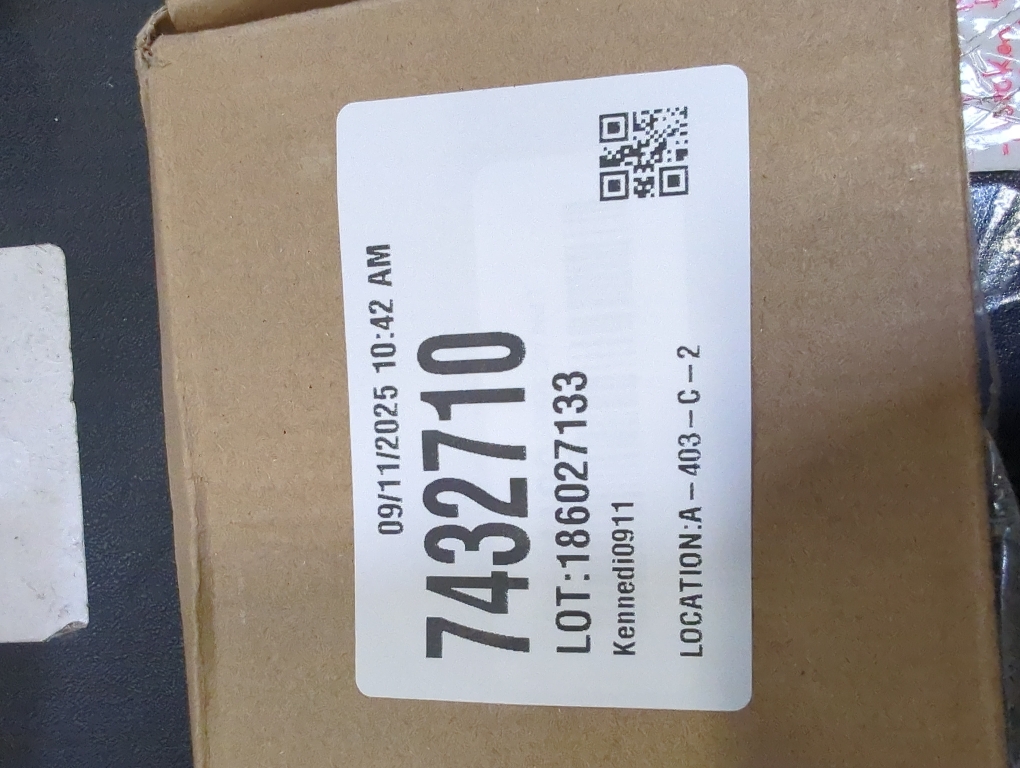 09/11/2025 10:42 AM
7432710
LOT:186027133
Kennedi0911
LOCATION:A-403-C-2